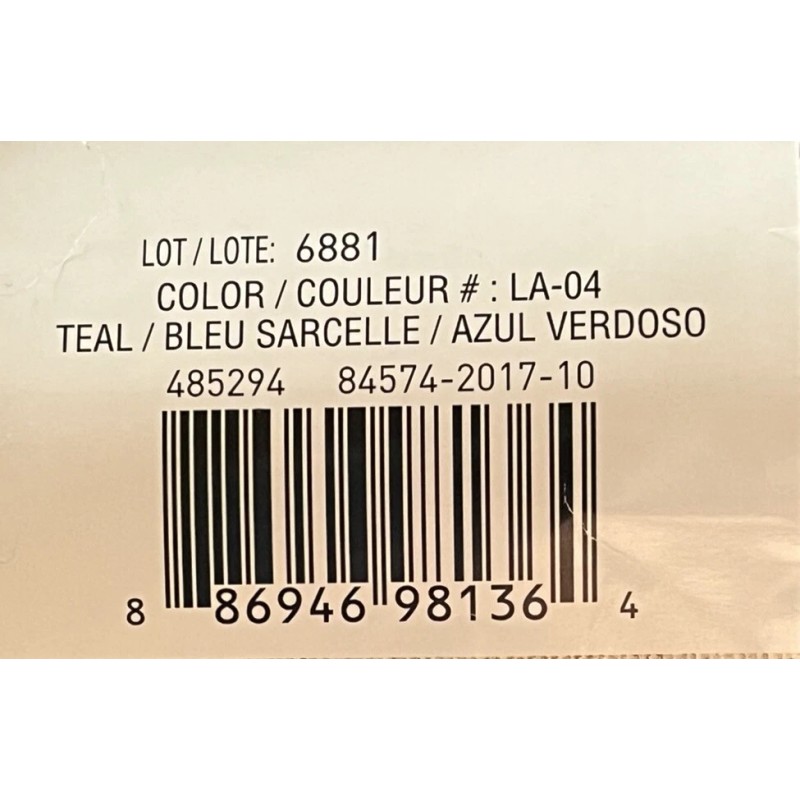 LOT / LOTE: 6881
COLOR / COULEUR # : LA-04
TEAL / BLEU SARCELLE / AZUL VERDOSO
485294 84574-2017-10
8 86946 98136 4